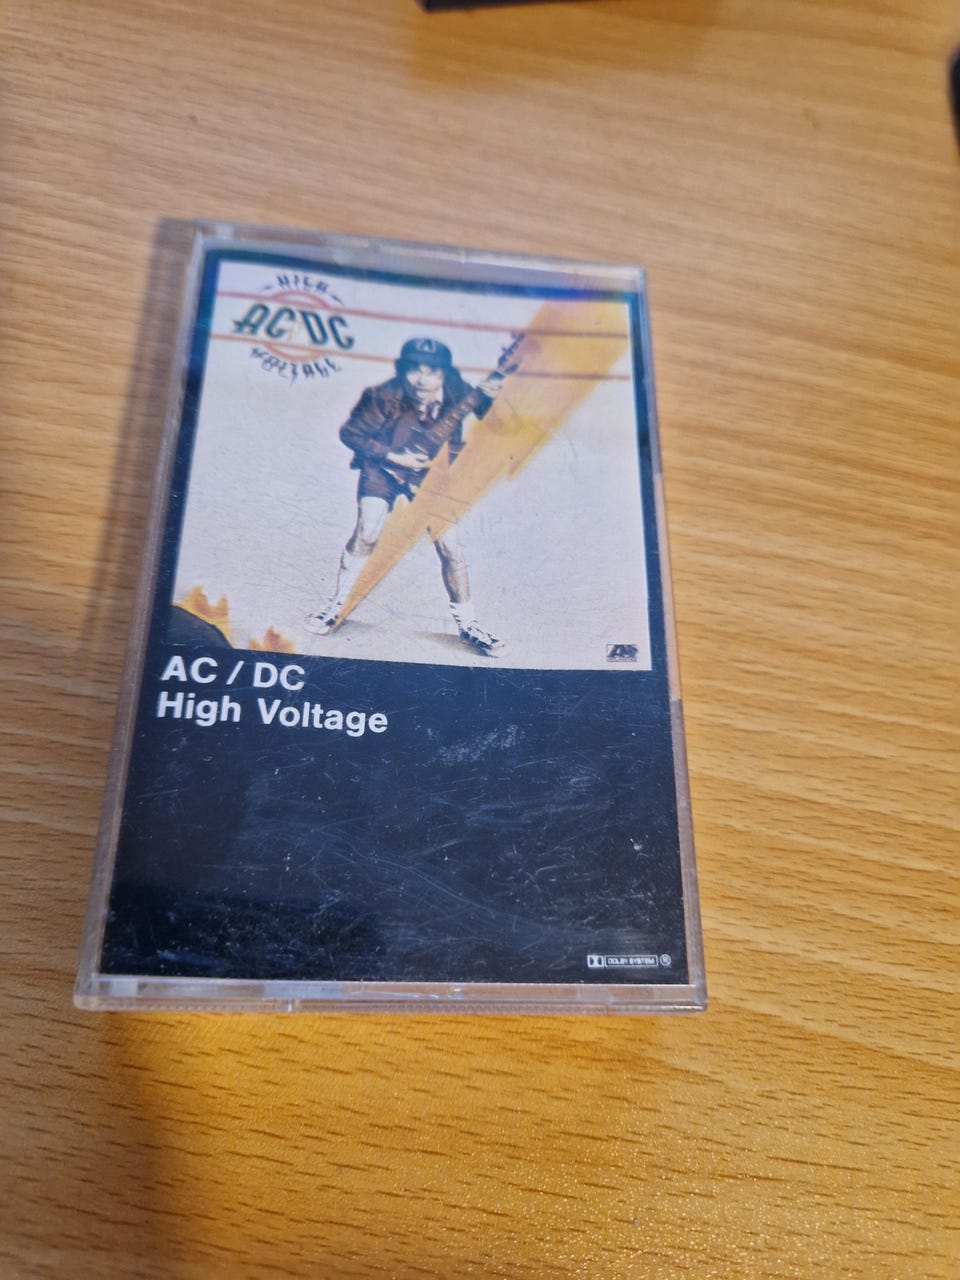 HIGH
AC/DC
VOLTAGE
AC / DC
High Voltage
DOLBY SYSTEM ®